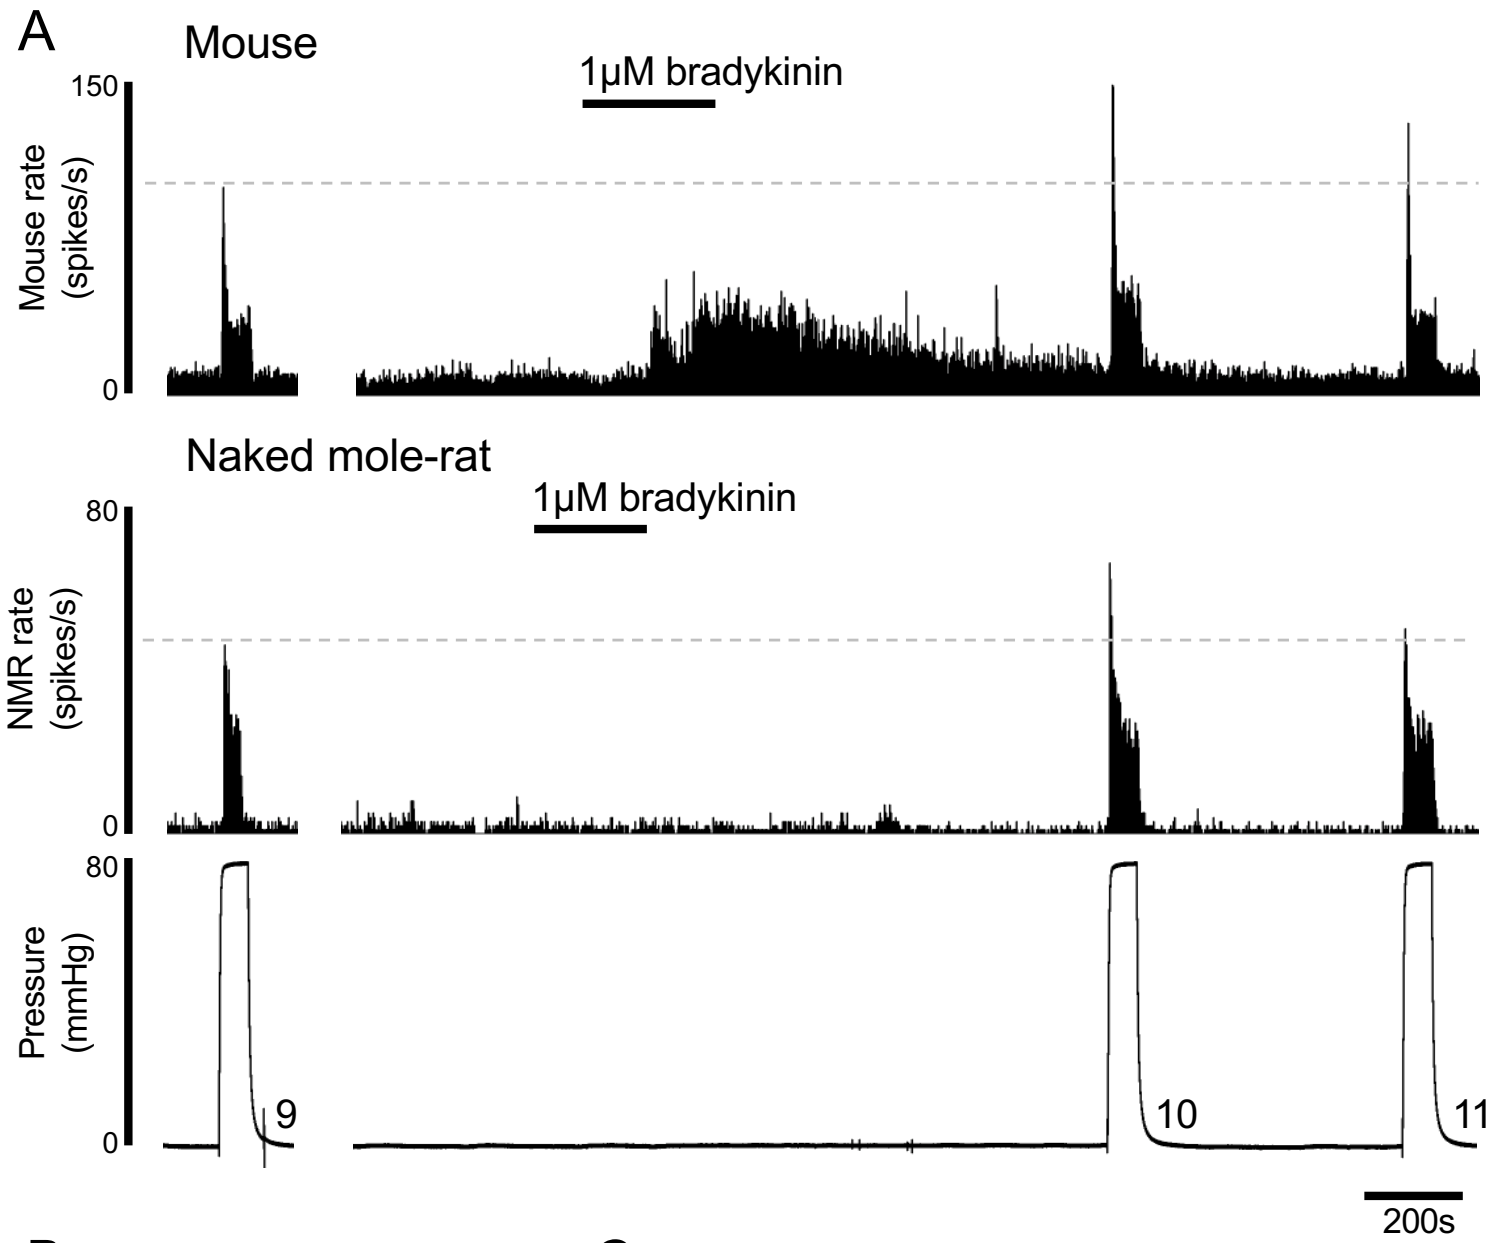 A
Mouse
1µM bradykinin
150
Mouse rate
(spikes/s)
0
Naked mole-rat
1µM bradykinin
80
NMR rate
(spikes/s)
0
80
Pressure
(mmHg)
0
9
10
11
200s